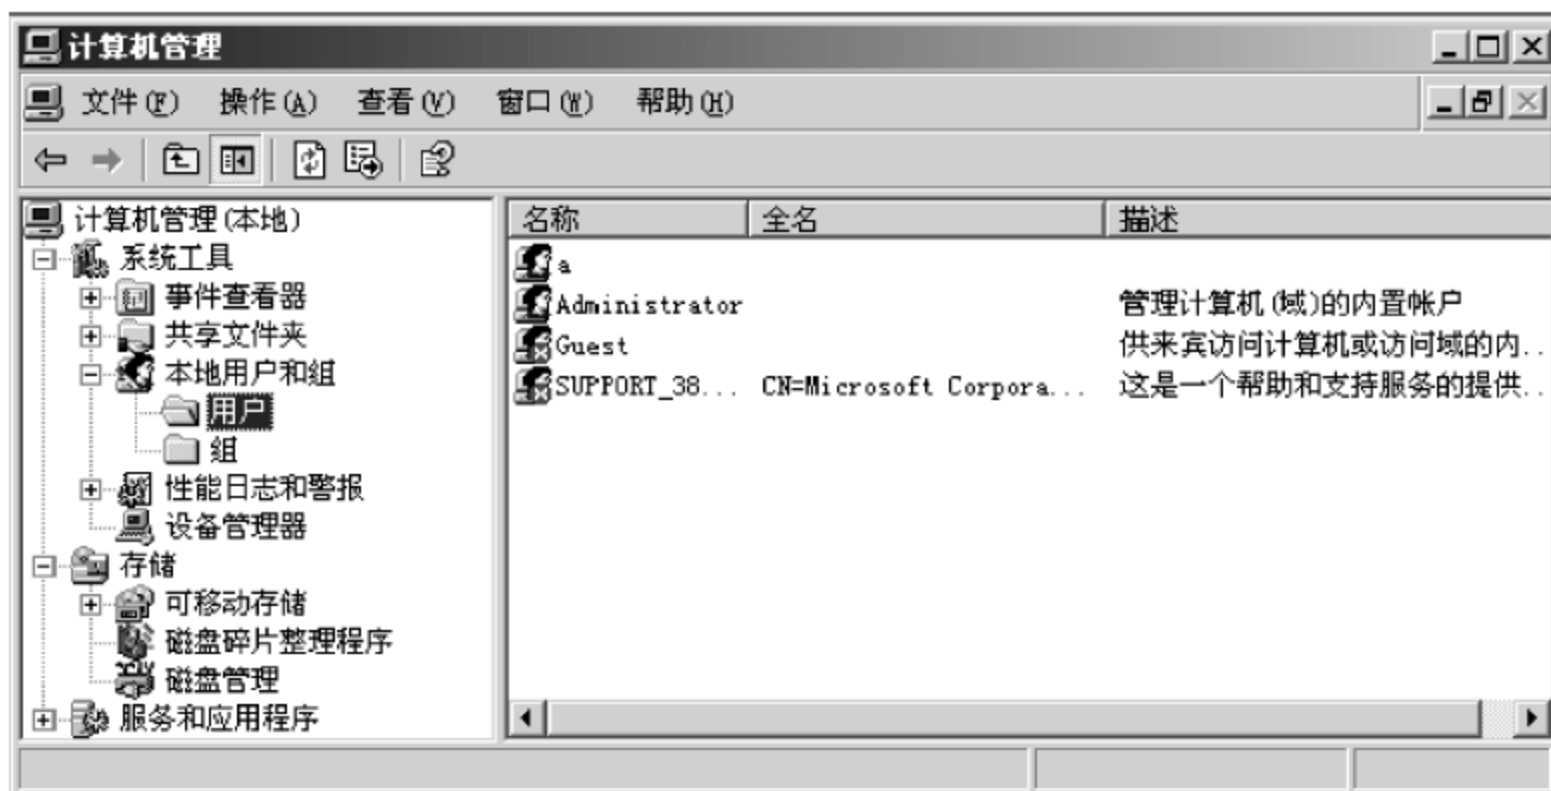 计算机管理
文件(F) 操作(A) 查看(V) 窗口(W) 帮助(H)
计算机管理(本地)
系统工具
事件查看器
共享文件夹
本地用户和组
用户
组
性能日志和警报
设备管理器
存储
可移动存储
磁盘碎片整理程序
磁盘管理
服务和应用程序
名称 全名 描述
a
Administrator 管理计算机(域)的内置帐户
Guest 供来宾访问计算机或访问域的内...
SUPPORT_38... CN=Microsoft Corpora... 这是一个帮助和支持服务的提供...